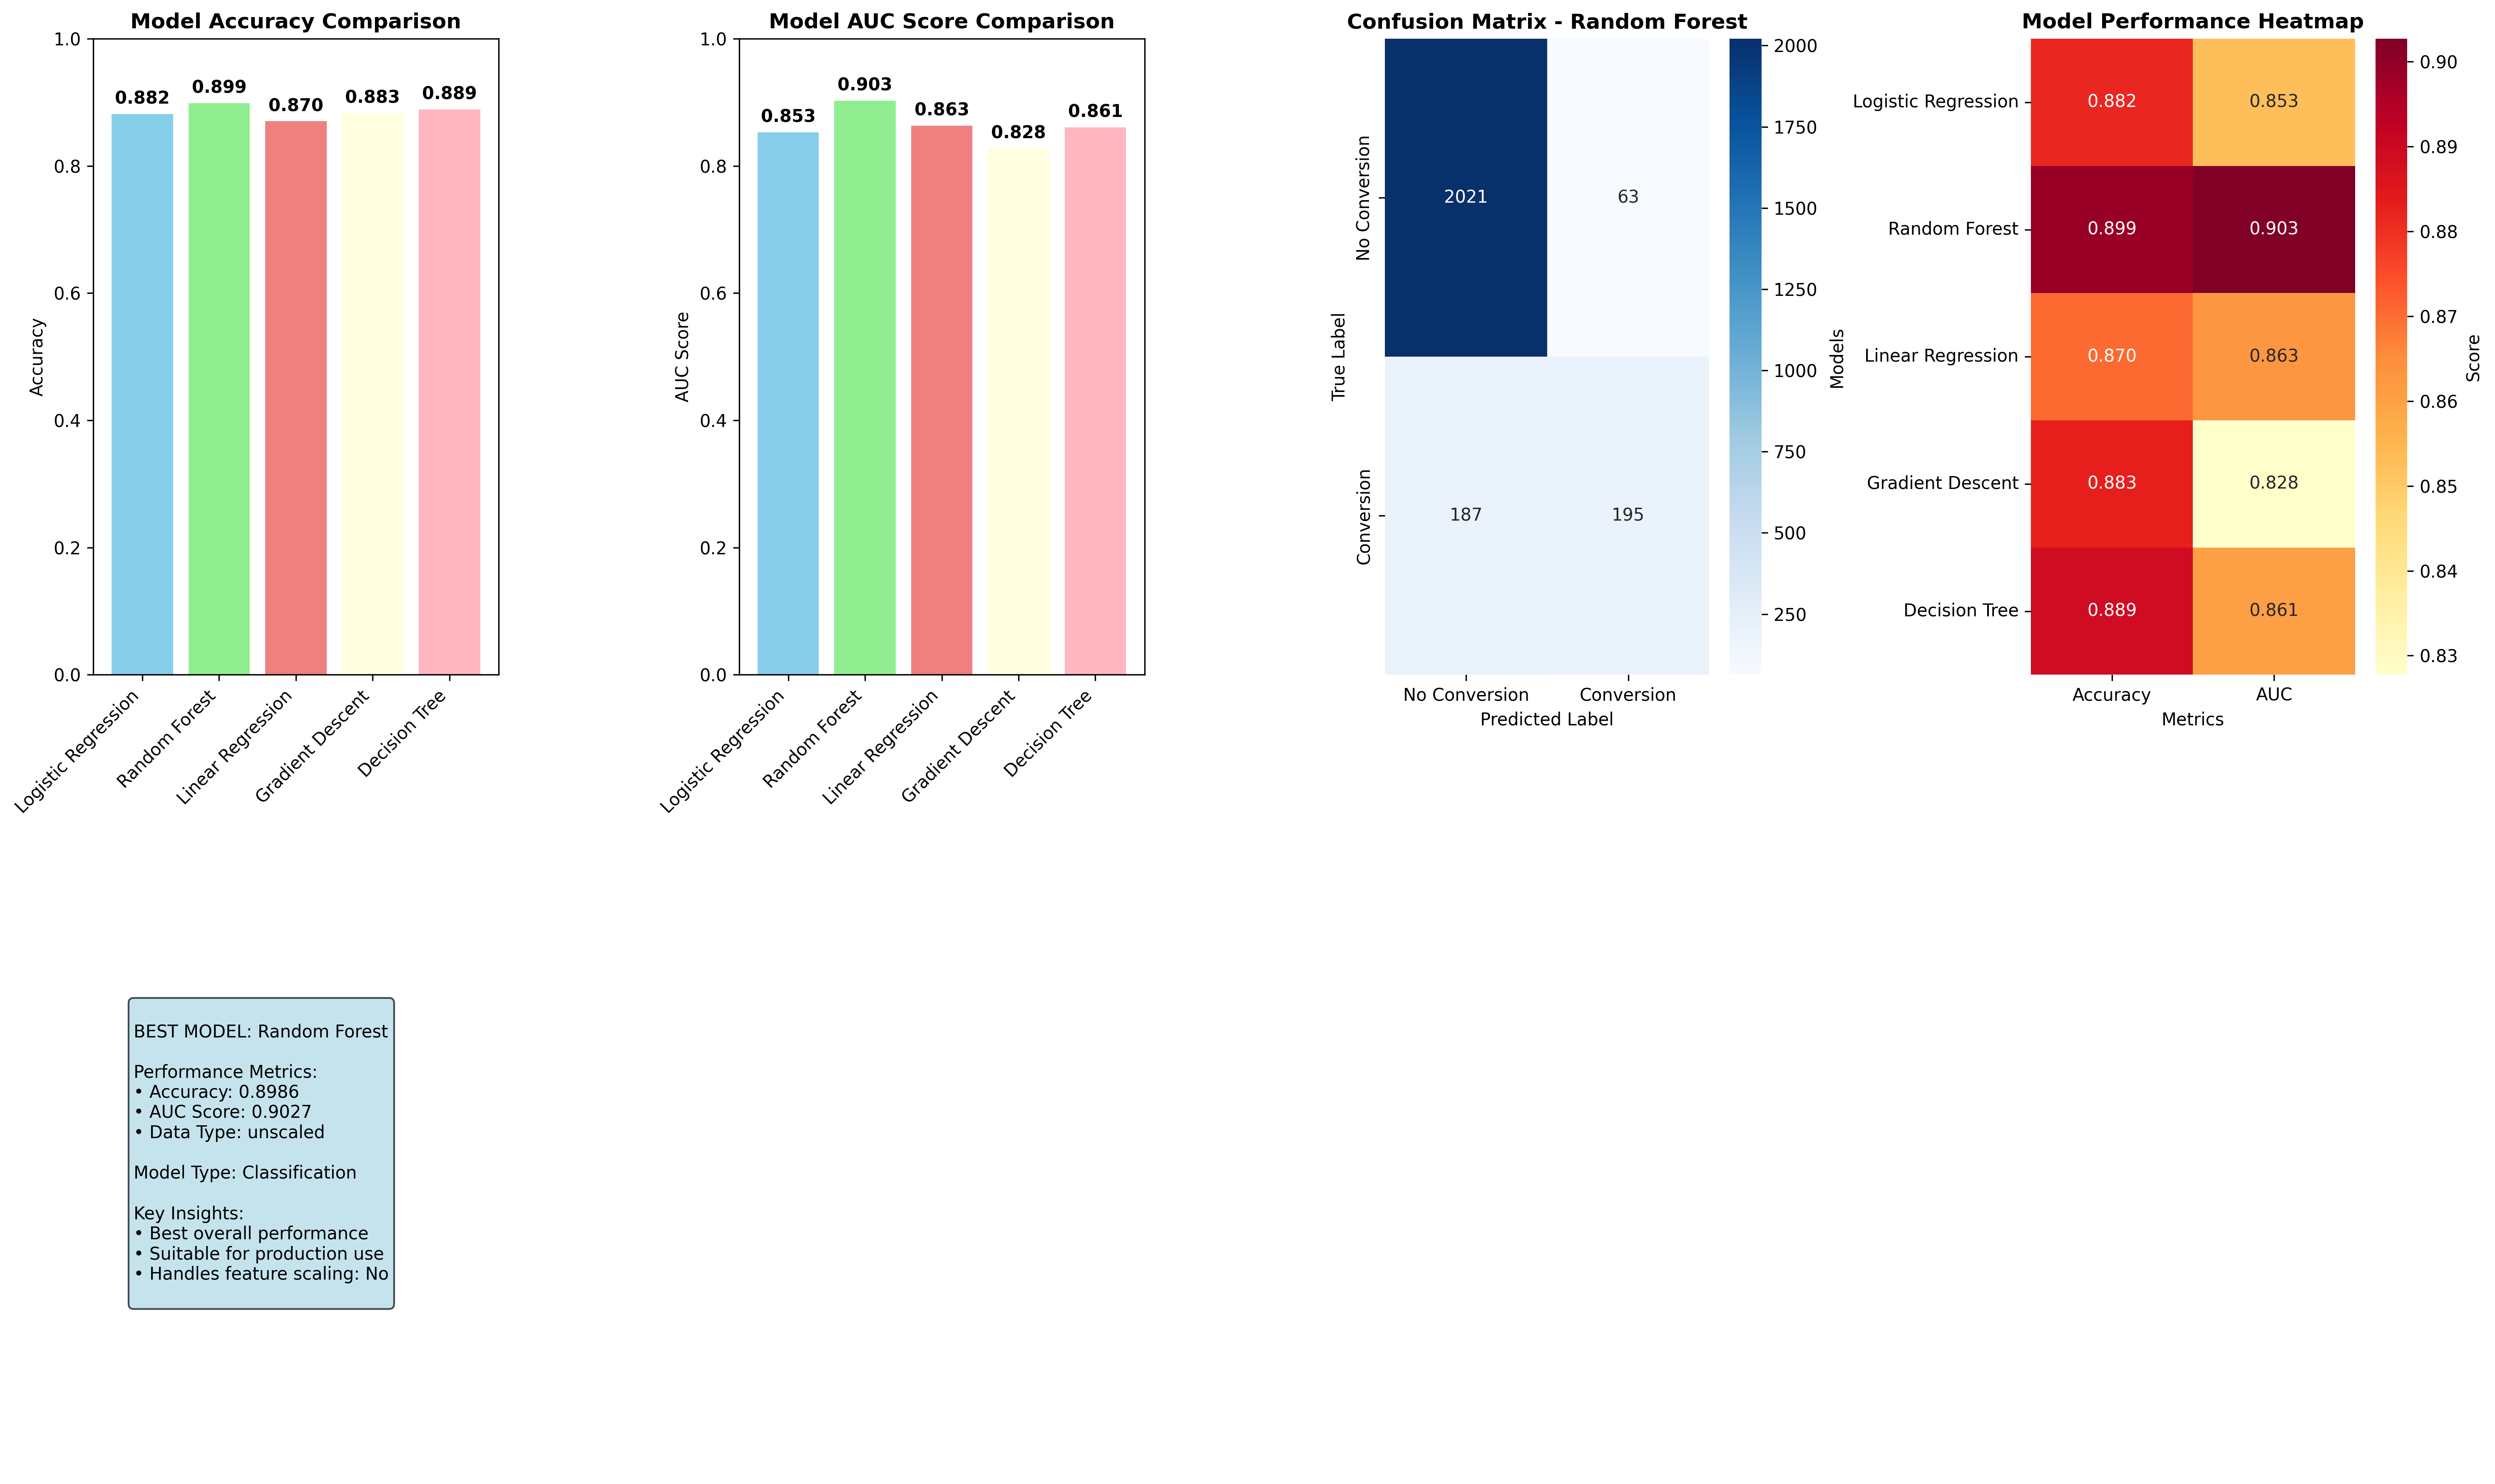 Model Accuracy Comparison
1.0
0.8
0.6
0.4
0.2
0.0
Accuracy
0.882
0.899
0.870
0.883
0.889
Logistic Regression
Random Forest
Linear Regression
Gradient Descent
Decision Tree
Model AUC Score Comparison
1.0
0.8
0.6
0.4
0.2
0.0
AUC Score
0.853
0.903
0.863
0.828
0.861
Logistic Regression
Random Forest
Linear Regression
Gradient Descent
Decision Tree
Confusion Matrix - Random Forest
True Label
No Conversion
Conversion
2021
63
187
195
No Conversion
Conversion
Predicted Label
2000
1750
1500
1250
1000
750
500
250
Model Performance Heatmap
Models
Logistic Regression
Random Forest
Linear Regression
Gradient Descent
Decision Tree
0.882
0.853
0.899
0.903
0.870
0.863
0.883
0.828
0.889
0.861
Accuracy
AUC
Metrics
0.90
0.89
0.88
0.87
0.86
0.85
0.84
0.83
Score
BEST MODEL: Random Forest
Performance Metrics:
• Accuracy: 0.8986
• AUC Score: 0.9027
• Data Type: unscaled
Model Type: Classification
Key Insights:
• Best overall performance
• Suitable for production use
• Handles feature scaling: No